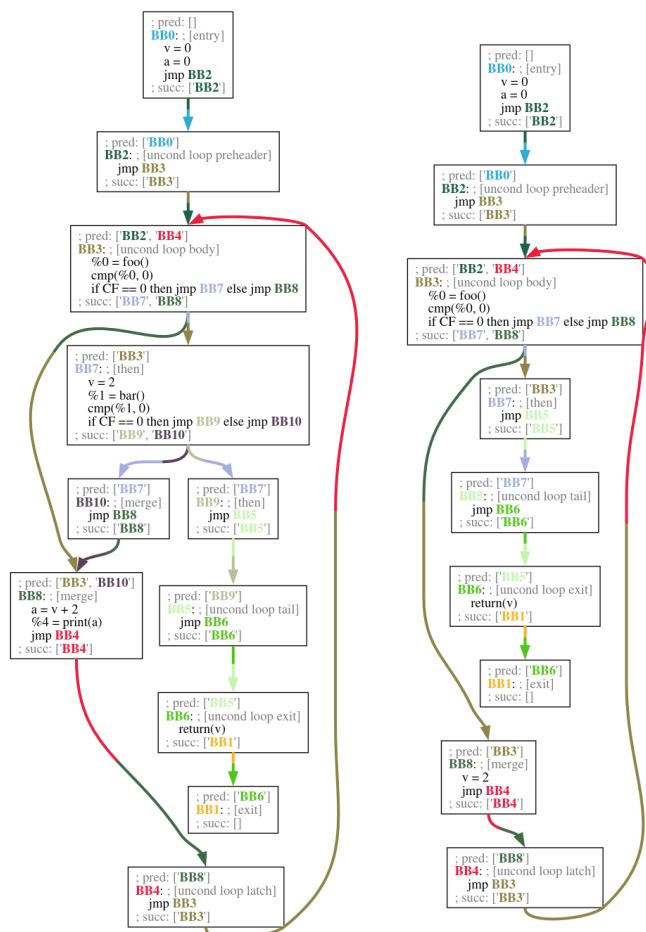 ; pred: []
BB0: ; [entry]
v = 0
a = 0
jmp BB2
; succ: ['BB2']
; pred: ['BB0']
BB2: ; [uncond loop preheader]
jmp BB3
; succ: ['BB3']
; pred: ['BB2', 'BB4']
BB3: ; [uncond loop body]
%0 = foo()
cmp(%0, 0)
if CF == 0 then jmp BB7 else jmp BB8
; succ: ['BB7', 'BB8']
; pred: ['BB3']
BB7: ; [then]
v = 2
%1 = bar()
cmp(%1, 0)
if CF == 0 then jmp BB9 else jmp BB10
; succ: ['BB9', 'BB10']
; pred: ['BB7']
BB10: ; [merge]
jmp BB8
; succ: ['BB8']
; pred: ['BB7']
BB9: ; [then]
jmp BB5
; succ: ['BB5']
; pred: ['BB3', 'BB10']
BB8: ; [merge]
a = v + 2
%4 = print(a)
jmp BB4
; succ: ['BB4']
; pred: ['BB9']
BB5: ; [uncond loop tail]
jmp BB6
; succ: ['BB6']
; pred: ['BB5']
BB6: ; [uncond loop exit]
return(v)
; succ: ['BB1']
; pred: ['BB6']
BB1: ; [exit]
; succ: []
; pred: ['BB8']
BB4: ; [uncond loop latch]
jmp BB3
; succ: ['BB3']
; pred: []
BB0: ; [entry]
v = 0
a = 0
jmp BB2
; succ: ['BB2']
; pred: ['BB0']
BB2: ; [uncond loop preheader]
jmp BB3
; succ: ['BB3']
; pred: ['BB2', 'BB4']
BB3: ; [uncond loop body]
%0 = foo()
cmp(%0, 0)
if CF == 0 then jmp BB7 else jmp BB8
; succ: ['BB7', 'BB8']
; pred: ['BB3']
BB7: ; [then]
jmp BB5
; succ: ['BB5']
; pred: ['BB7']
BB5: ; [uncond loop tail]
jmp BB6
; succ: ['BB6']
; pred: ['BB5']
BB6: ; [uncond loop exit]
return(v)
; succ: ['BB1']
; pred: ['BB6']
BB1: ; [exit]
; succ: []
; pred: ['BB3']
BB8: ; [merge]
v = 2
jmp BB4
; succ: ['BB4']
; pred: ['BB8']
BB4: ; [uncond loop latch]
jmp BB3
; succ: ['BB3']